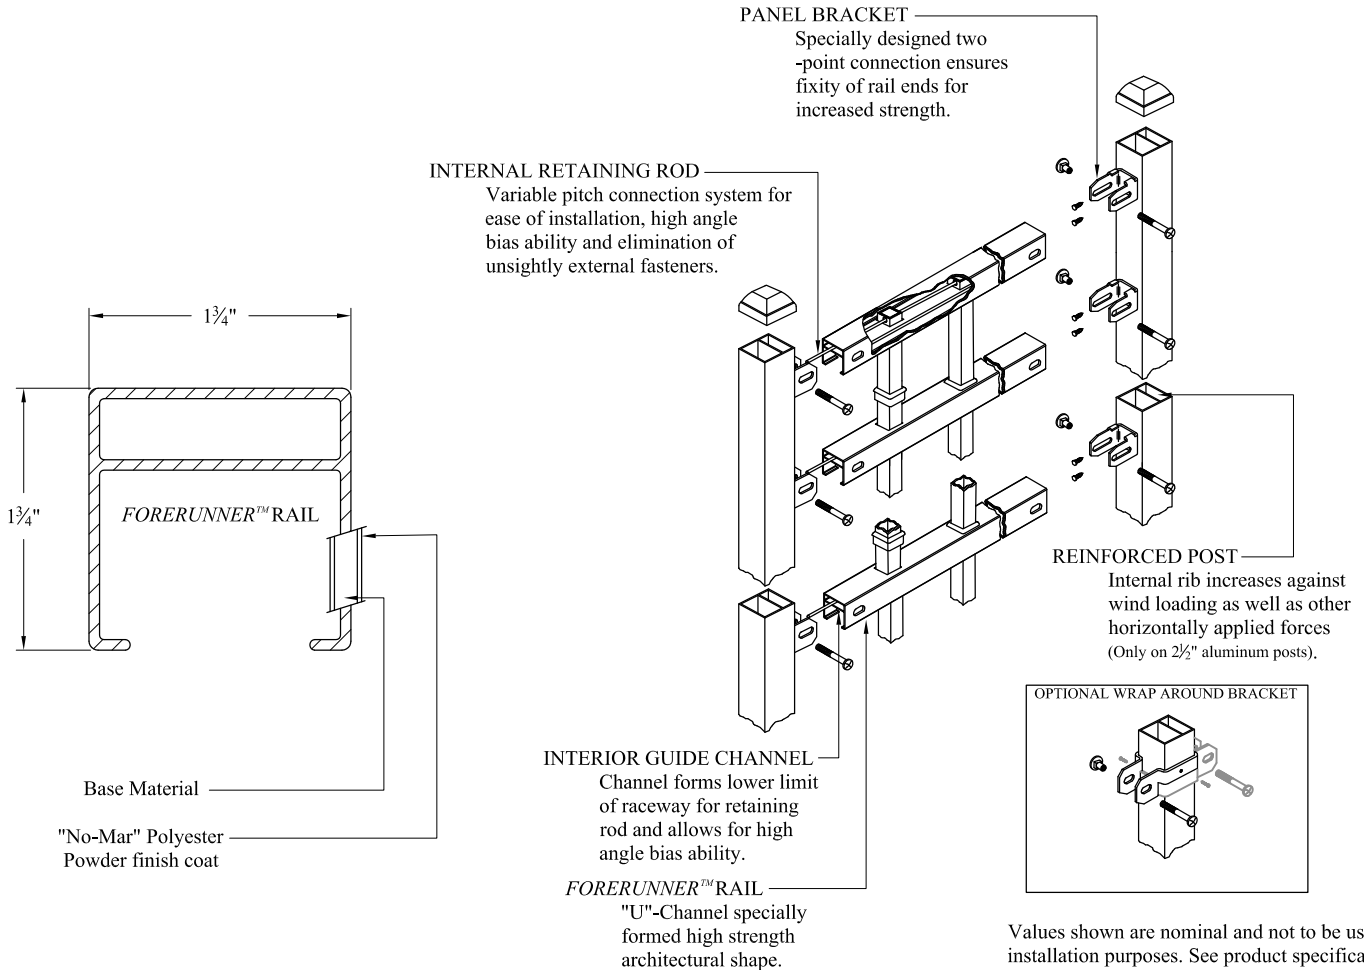 PANEL BRACKET
Specially designed two
-point connection ensures
fixity of rail ends for
increased strength.
INTERNAL RETAINING ROD
Variable pitch connection system for
ease of installation, high angle
bias ability and elimination of
unsightly external fasteners.
1¾"
1¾"
FORERUNNER™ RAIL
Base Material
"No-Mar" Polyester
Powder finish coat
REINFORCED POST
Internal rib increases against
wind loading as well as other
horizontally applied forces
(Only on 2½" aluminum posts).
OPTIONAL WRAP AROUND BRACKET
INTERIOR GUIDE CHANNEL
Channel forms lower limit
of raceway for retaining
rod and allows for high
angle bias ability.
FORERUNNER™ RAIL
"U"-Channel specially
formed high strength
architectural shape.
Values shown are nominal and not to be us
installation purposes. See product specifica